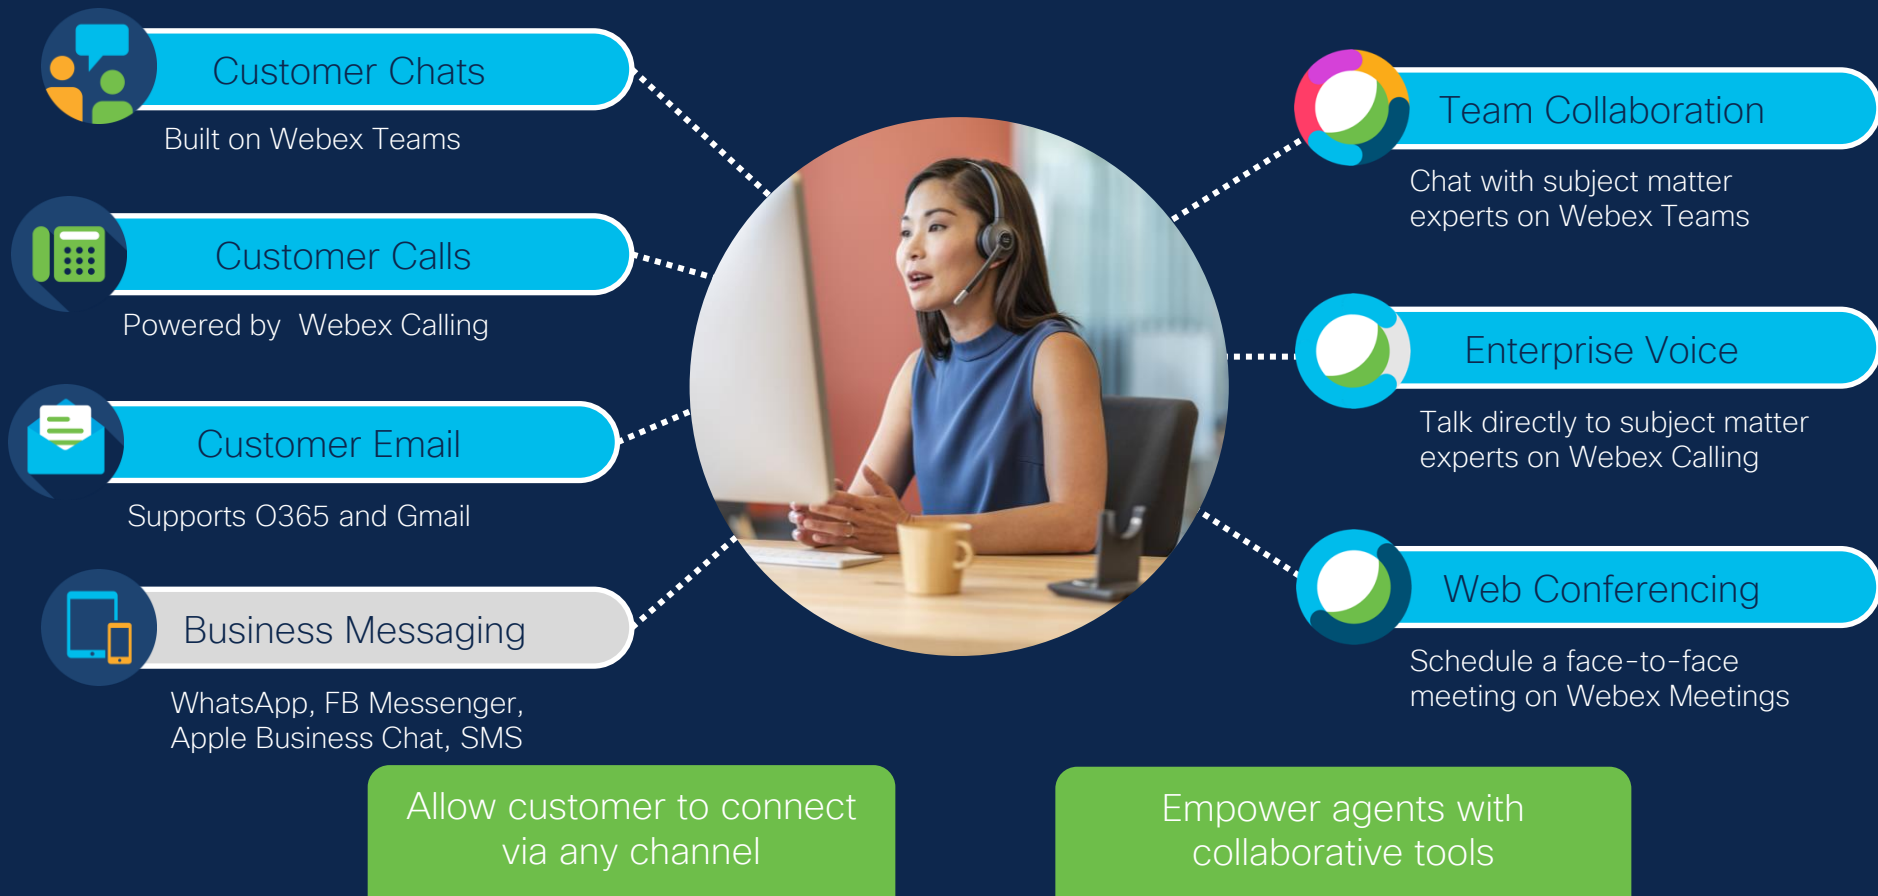 Customer Chats
Built on Webex Teams
Customer Calls
Powered by  Webex Calling
Customer Email
Supports O365 and Gmail
Business Messaging
WhatsApp, FB Messenger,
Apple Business Chat, SMS
Allow customer to connect
via any channel
Team Collaboration
Chat with subject matter
experts on Webex Teams
Enterprise Voice
Talk directly to subject matter
experts on Webex Calling
Web Conferencing
Schedule a face-to-face
meeting on Webex Meetings
Empower agents with
collaborative tools